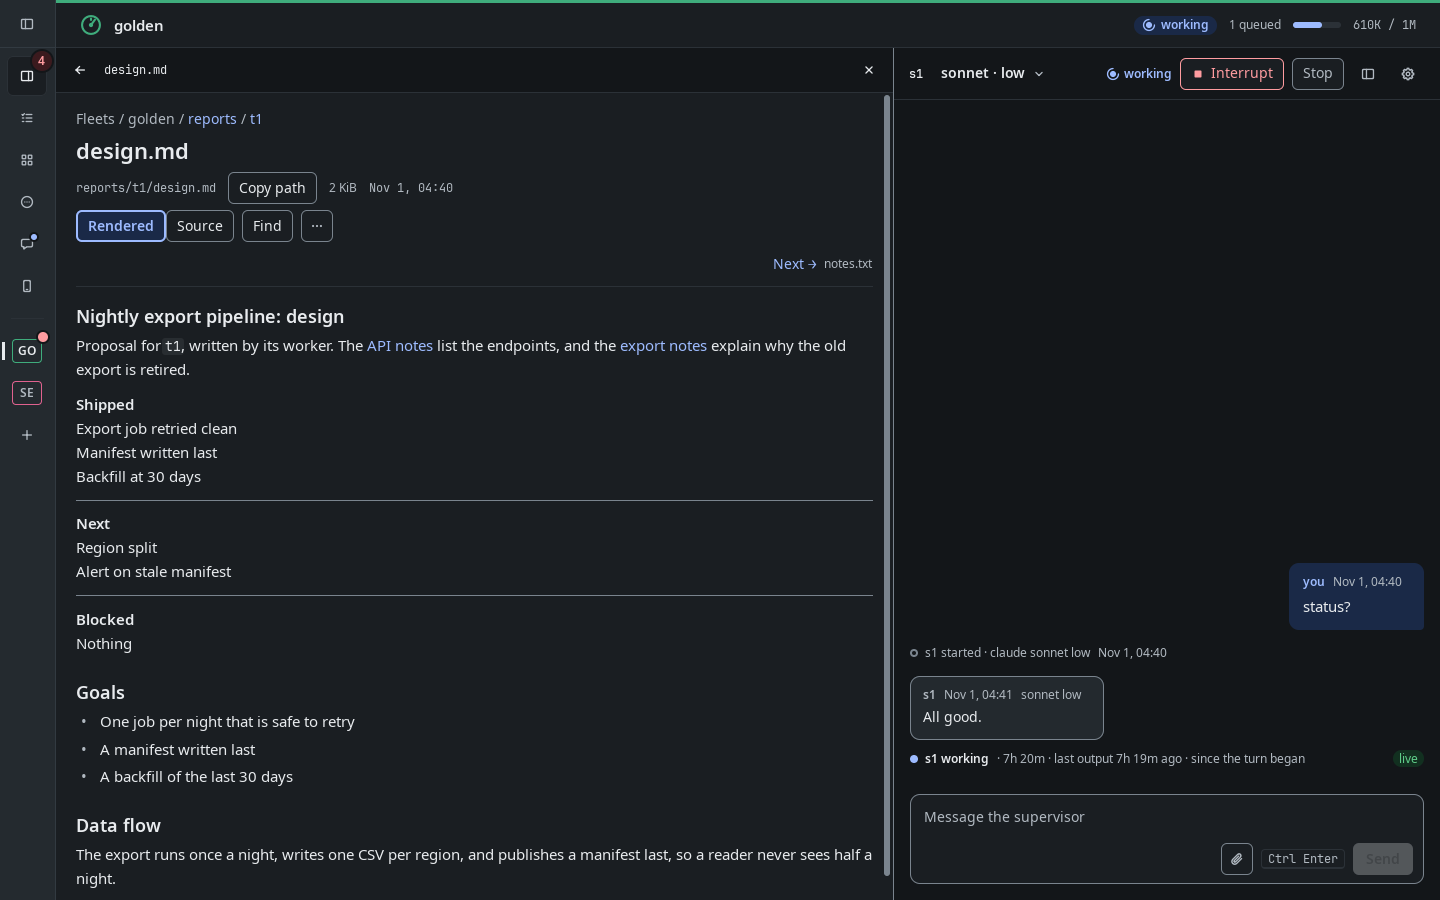 golden
working
1 queued
610K / 1M
4
GO
SE
design.md
Fleets / golden / reports / t1
design.md
reports/t1/design.md
Copy path
2 KiB
Nov 1, 04:40
Rendered
Source
Find
···
Next → notes.txt
Nightly export pipeline: design
Proposal for t1, written by its worker. The API notes list the endpoints, and the export notes explain why the old
export is retired.
Shipped
Export job retried clean
Manifest written last
Backfill at 30 days
Next
Region split
Alert on stale manifest
Blocked
Nothing
Goals
• One job per night that is safe to retry
• A manifest written last
• A backfill of the last 30 days
Data flow
The export runs once a night, writes one CSV per region, and publishes a manifest last, so a reader never sees half a
night.
s1
sonnet · low
working
Interrupt
Stop
you Nov 1, 04:40
status?
s1 started · claude sonnet low Nov 1, 04:40
s1 Nov 1, 04:41 sonnet low
All good.
s1 working · 7h 20m · last output 7h 19m ago · since the turn began
live
Message the supervisor
Ctrl Enter
Send